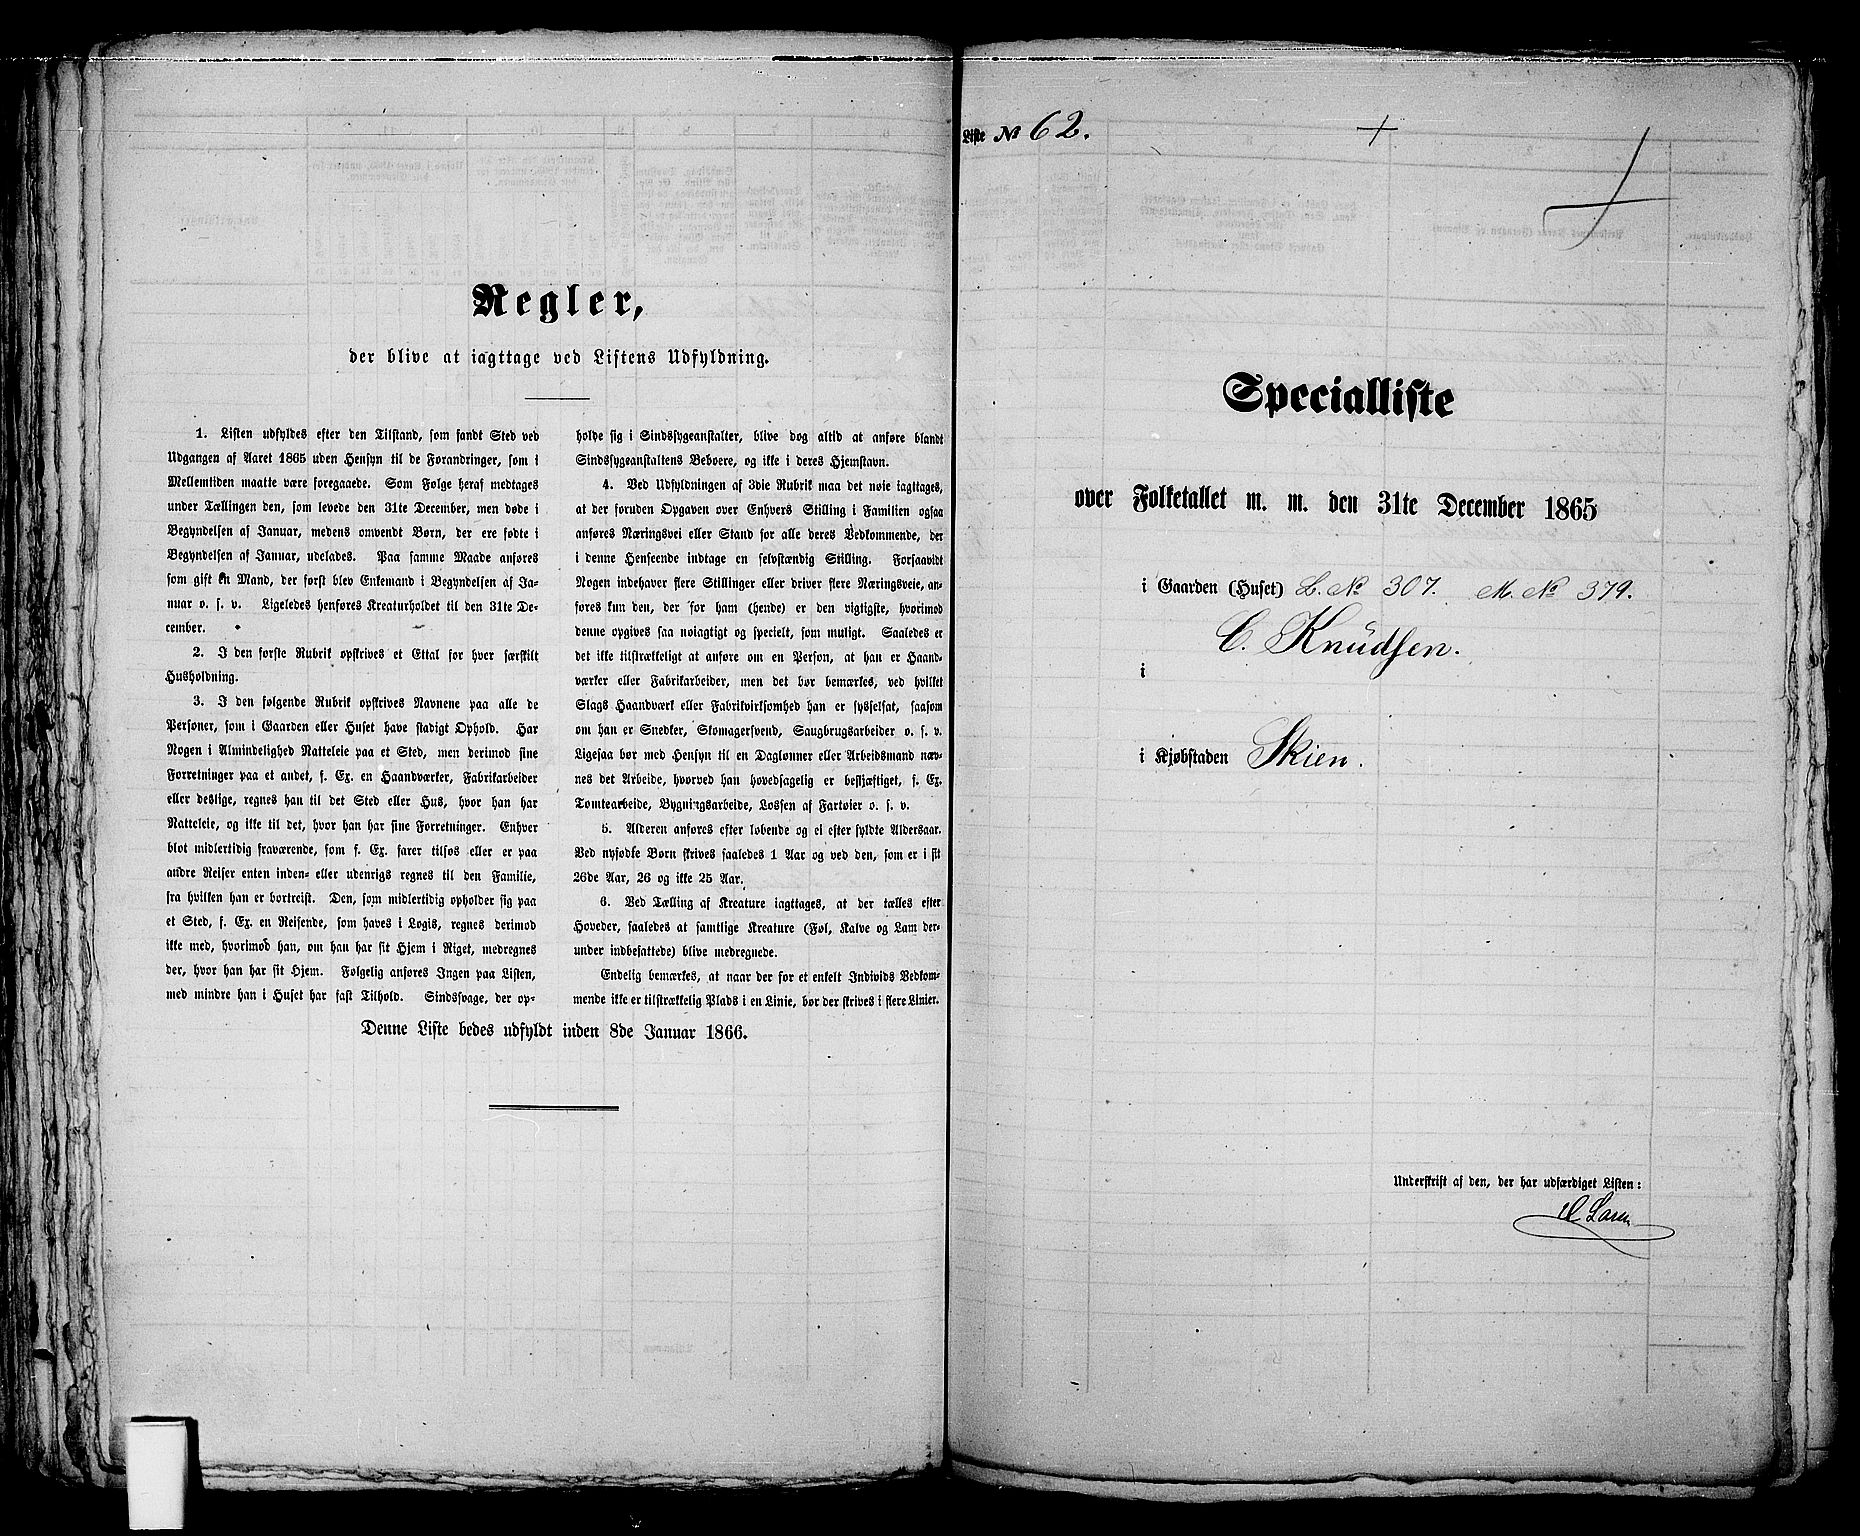 Regler,
der blive at iagttage ved Listens Udfyldning.
1. Listen udfyldes efter den Tilstand, som fandt Sted ved
Udgangen af Aaret 1865 uden Hensyn til de Forandringer, som i
Mellemtiden maatte være foregaaede. Som Følge heraf medtages
under Tællingen den, som levede den 31te December, men døde i
Begyndelsen af Januar, medens omvendt Børn, der ere fødte i
Begyndelsen af Januar, udelades. Paa samme Maade anføres
som gift en Mand, der først blev Enkemand i Begyndelsen af Ja-
nuar o. s. v. Ligeledes henføres Kreaturholdet til den 31te De-
cember.
2. I den første Rubrik opskrives et Ettal for hver særskilt
Husholdning.
3. I den følgende Rubrik opskrives Navnene paa alle de
Personer, som i Gaarden eller Huset have stadigt Ophold. Har
Nogen i Almindelighed Natteleie paa et Sted, men derimod sine
Forretninger paa et andet, f. Ex. en Haandværker, Fabrikarbeider
eller deslige, regnes han til det Sted eller Hus, hvor han har
Natteleie, og ikke til det, hvor han har sine Forretninger. Enhver
blot midlertidig fraværende, som f. Ex. farer tilsøs eller er paa
andre Reiser enten inden- eller udenrigs regnes til den Familie,
fra hvilken han er bortreist. Den, som midlertidig opholder sig paa
et Sted, f. Ex. en Reisende, som haves i Logis, regnes derimod
ikke med, hvorimod han, om han har sit Hjem i Riget, medregnes
der, hvor han har sit Hjem. Følgelig anføres Ingen paa Listen,
med mindre han i Huset har fast Tilhold. Sindssvage, der op-
holde sig i Sindssygeanstalter, blive dog altid at anføre blandt
Sindssygeanstaltens Beboere, og ikke i deres Hjemstavn.
4. Ved Udfyldningen af 3die Rubrik maa det nøie iagttages,
at der foruden Opgaven over Enhvers Stilling i Familien ogsaa
anføres Næringsvei eller Stand for alle deres Vedkommende, der
i denne Henseende indtage en selvstændig Stilling. Forsaavidt
Nogen indehaver flere Stillinger eller driver flere Næringsveie, an-
føres kun den, der for ham (hende) er den vigtigste, hvorimod
denne opgives saa nøiagtigt og specielt, som muligt. Saaledes er
det ikke tilstrækkeligt at anføre om en Person, at han er Haand-
værker eller Fabrikarbeider, men det bør bemærkes, ved hvilket
Slags Haandværk eller Fabrikvirksomhed han er sysselsat, saasom
om han er Snedker, Skomagersvend, Saugbrugsarbeider o. s. v.
Ligesaa bør med Hensyn til en Daglønner eller Arbeidsmand næv-
nes det Arbeide, hvorved han hovedsagelig er beskjæftiget, f. Ex.
Tomtearbeide, Bygningsarbeide, Lossen af Fartøier o. s. v.
5. Alderen anføres efter løbende og ei efter fyldte Aldersaar.
Ved nyfødte Børn skrives saaledes 1 Aar og ved den, som er i sit
26de Aar, 26 og ikke 25 Aar.
6. Ved Tælling af Kreature iagttages, at der tælles efter
Hoveder, saaledes at samtlige Kreature (Føl, Kalve og Lam der-
under indbefattede) blive medregnede.
Endelig bemærkes, at naar der for et enkelt Individs Vedkom-
mende ikke er tilstrækkelig Plads i en Linie, bør der skrives i flere Linier.
Denne Liste bedes udfyldt inden 8de Januar 1866.
Liste № 62.
Specialliste
over Folketallet m. m. den 31te December 1865
i Gaarden (Huset) L. No 307. M. No 379.
C. Knudsen.
i
i Kjøbstaden Skien.
Underskrift af den, der har udfærdiget Listen: